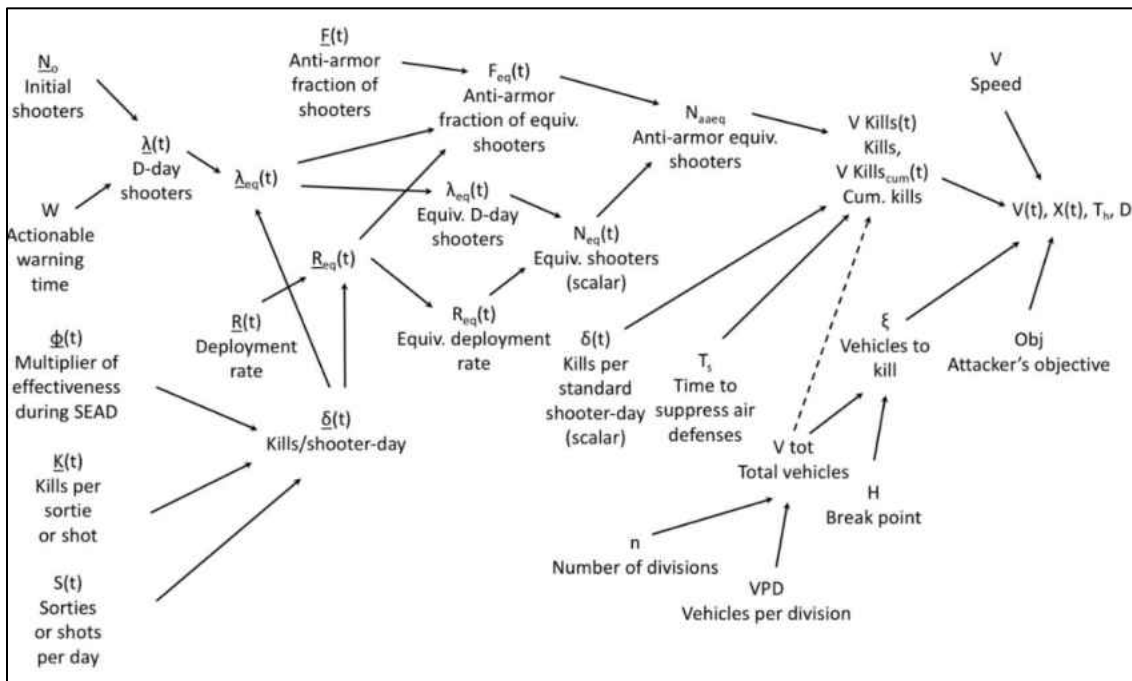 F(t)
Anti-armor
fraction of
shooters
N₀
Initial
shooters
Fₑq(t)
Anti-armor
fraction of equiv.
shooters
Nₐₐₑq
Anti-armor equiv.
shooters
V
Speed
V Kills(t)
Kills,
V Kills_cum(t)
Cum. kills
λ(t)
D-day
shooters
λₑq(t)
W
Actionable
warning
time
λₑq(t)
Equiv. D-day
shooters
V(t), X(t), Tₕ, D
Nₑq(t)
Equiv. shooters
(scalar)
Rₑq(t)
R(t)
Deployment
rate
Rₑq(t)
Equiv. deployment
rate
δ(t)
Kills per
standard
shooter-day
(scalar)
Tₛ
Time to
suppress air
defenses
ξ
Vehicles to
kill
Obj
Attacker's objective
Φ(t)
Multiplier of
effectiveness
during SEAD
δ(t)
Kills/shooter-day
V tot
Total vehicles
K(t)
Kills per
sortie
or shot
H
Break point
n
Number of divisions
VPD
Vehicles per division
S(t)
Sorties
or shots
per day